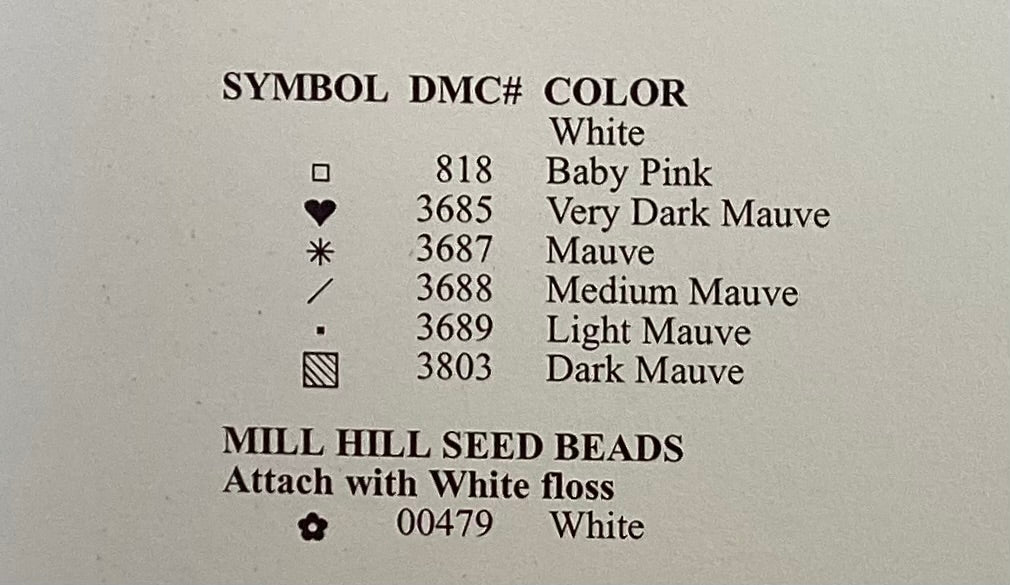 SYMBOL DMC# COLOR
White
□ 818 Baby Pink
♥ 3685 Very Dark Mauve
✳ 3687 Mauve
/ 3688 Medium Mauve
▪ 3689 Light Mauve
▧ 3803 Dark Mauve
MILL HILL SEED BEADS
Attach with White floss
✿ 00479 White